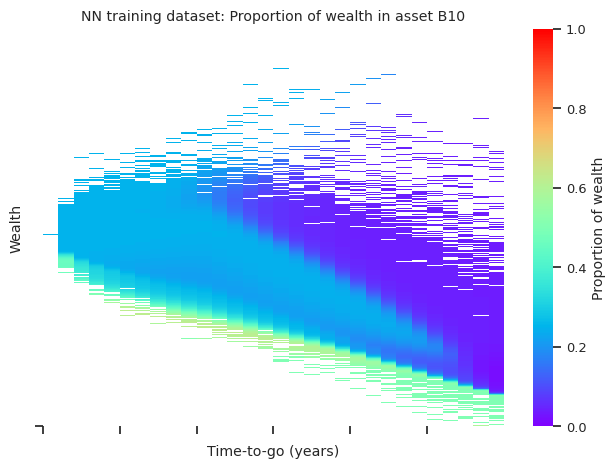 NN training dataset: Proportion of wealth in asset B10
Wealth
Time-to-go (years)
1.0
0.8
0.6
0.4
0.2
0.0
Proportion of wealth